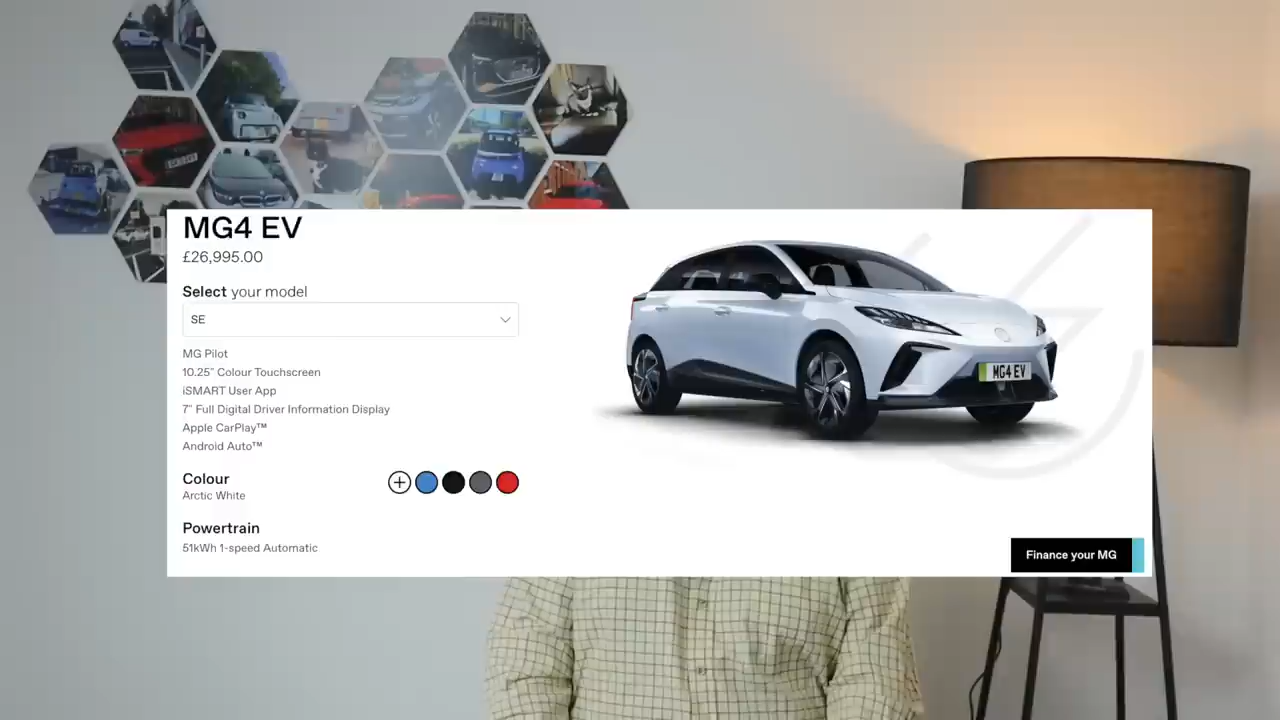 MG4 EV
£26,995.00
Select your model
SE
MG Pilot
10.25" Colour Touchscreen
iSMART User App
7" Full Digital Driver Information Display
Apple CarPlay™
Android Auto™
Colour
Arctic White
Powertrain
51kWh 1-speed Automatic
MG4 EV
Finance your MG